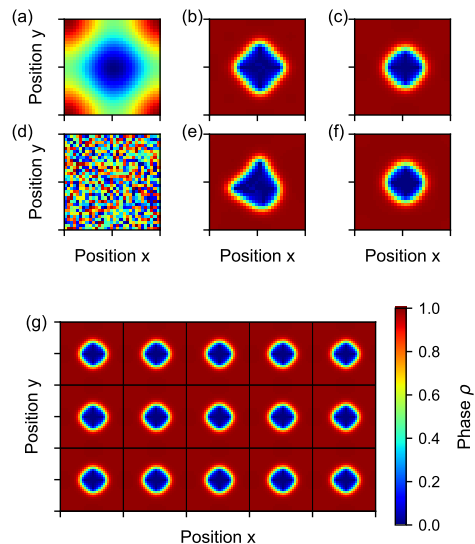 (a) (b) (c)
Position y
(d) (e) (f)
Position y
Position x Position x Position x
(g)
Position y
Position x
1.0
0.8
0.6
0.4
0.2
0.0
Phase ρ